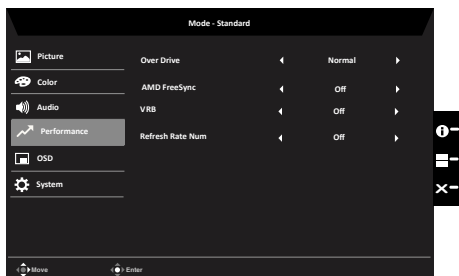 Mode - Standard
Picture
Over Drive Normal
Color
AMD FreeSync Off
Audio
VRB Off
Performance
Refresh Rate Num Off
OSD
System
Move Enter